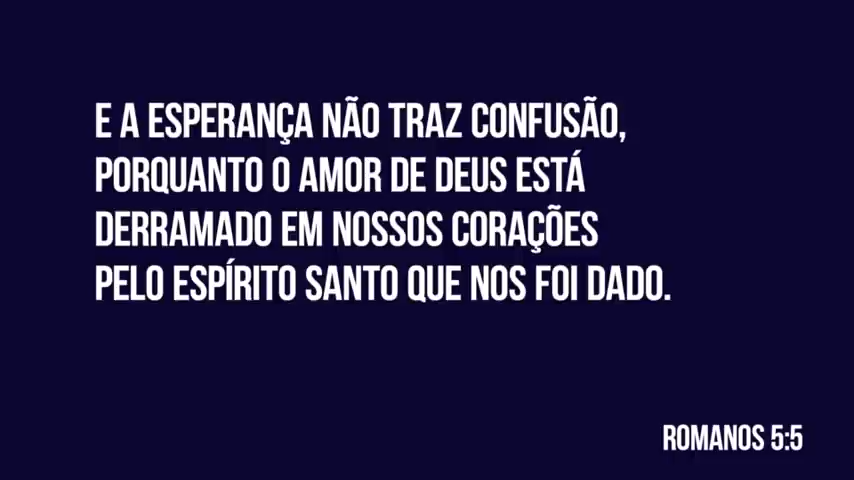 E A ESPERANÇA NÃO TRAZ CONFUSÃO,
PORQUANTO O AMOR DE DEUS ESTÁ
DERRAMADO EM NOSSOS CORAÇÕES
PELO ESPÍRITO SANTO QUE NOS FOI DADO.
ROMANOS 5:5